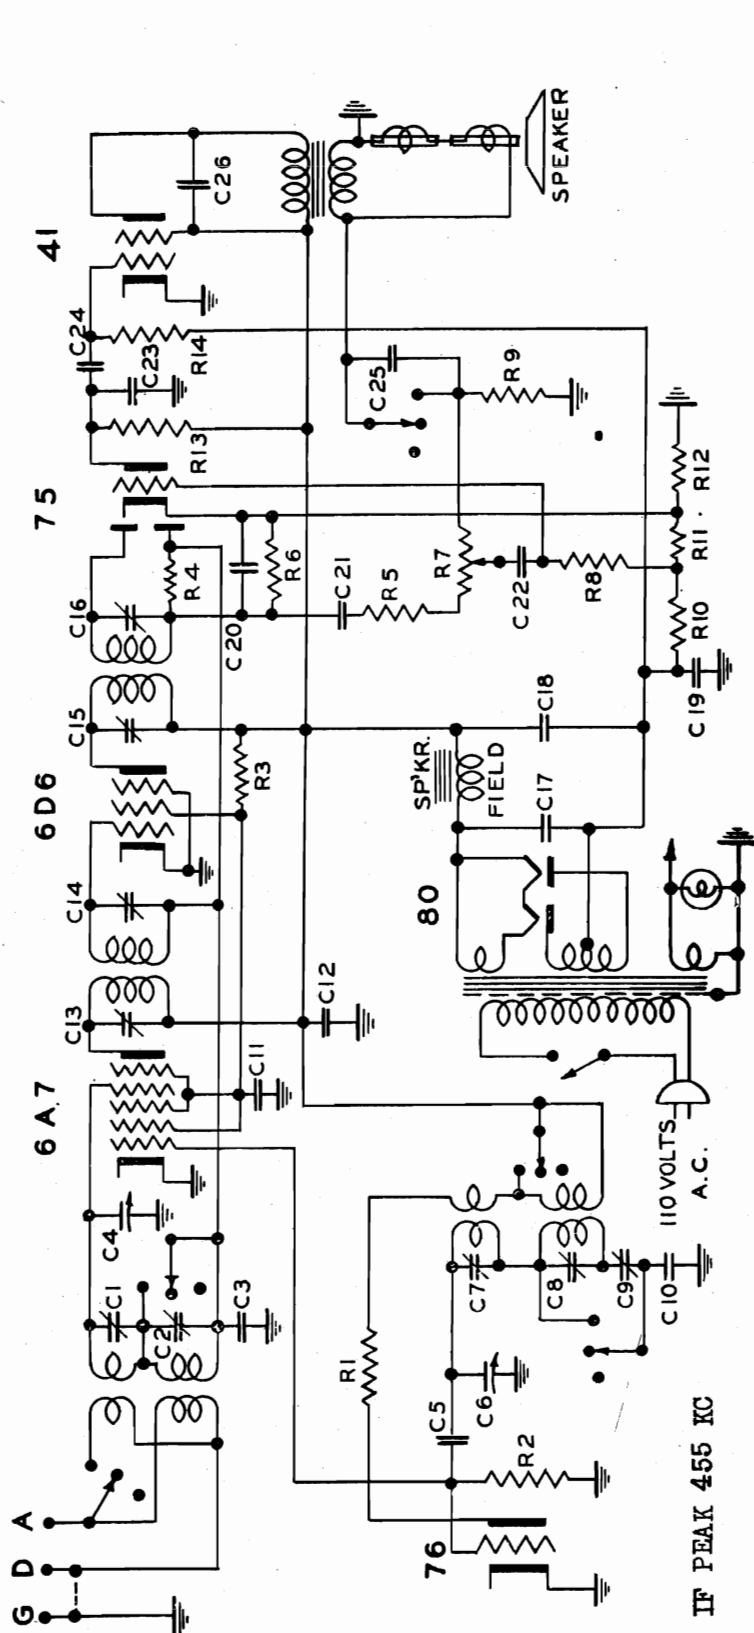 G D A
6A7 6D6 75 41
C13 C14 C15 C16 C24
C4 C23
C1 C2 C3
R4 R13 R14 C26
C20 C11 R3 R6
C12 C21
R1 R5 C25
76 80 SP'KR. R7
C5 C7 FIELD
C6 C22 R9
R2 C8 C17 C18 SPEAKER
C9 R8
C10 110 VOLTS
A.C.
C19 R10 R11 R12
IF PEAK 455 KC